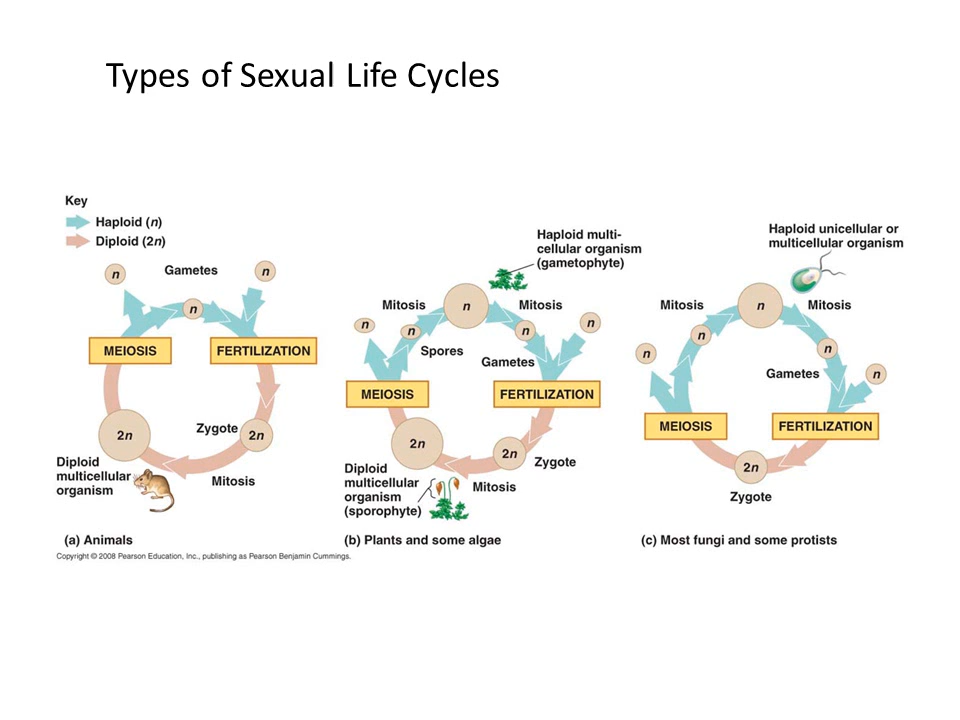 Types of Sexual Life Cycles
Key
Haploid (n)
Diploid (2n)
n
Gametes
n
n
MEIOSIS
FERTILIZATION
2n
Zygote
2n
Diploid
multicellular
organism
Mitosis
(a) Animals
Haploid multi-
cellular organism
(gametophyte)
Mitosis
n
Mitosis
n
n
n
n
Spores
Gametes
MEIOSIS
FERTILIZATION
2n
2n
Zygote
Diploid
multicellular
organism
(sporophyte)
Mitosis
(b) Plants and some algae
Haploid unicellular or
multicellular organism
Mitosis
n
Mitosis
n
n
n
Gametes
n
MEIOSIS
FERTILIZATION
2n
Zygote
(c) Most fungi and some protists
Copyright © 2008 Pearson Education, Inc., publishing as Pearson Benjamin Cummings.